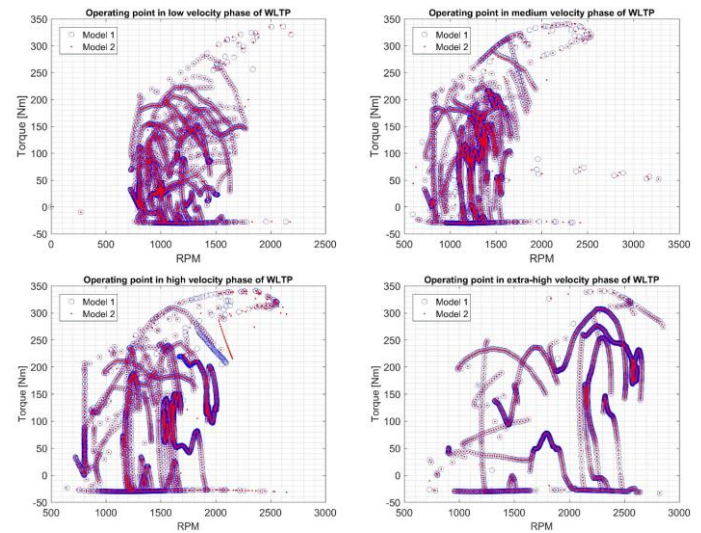 Operating point in low velocity phase of WLTP
350
300
250
200
150
100
50
0
-50
Torque [Nm]
Model 1
Model 2
0 500 1000 1500 2000 2500
RPM
Operating point in medium velocity phase of WLTP
350
300
250
200
150
100
50
0
-50
Torque [Nm]
Model 1
Model 2
500 1000 1500 2000 2500 3000 3500
RPM
Operating point in high velocity phase of WLTP
350
300
250
200
150
100
50
0
-50
Torque [Nm]
Model 1
Model 2
500 1000 1500 2000 2500 3000
RPM
Operating point in extra-high velocity phase of WLTP
350
300
250
200
150
100
50
0
-50
Torque [Nm]
Model 1
Model 2
500 1000 1500 2000 2500 3000
RPM